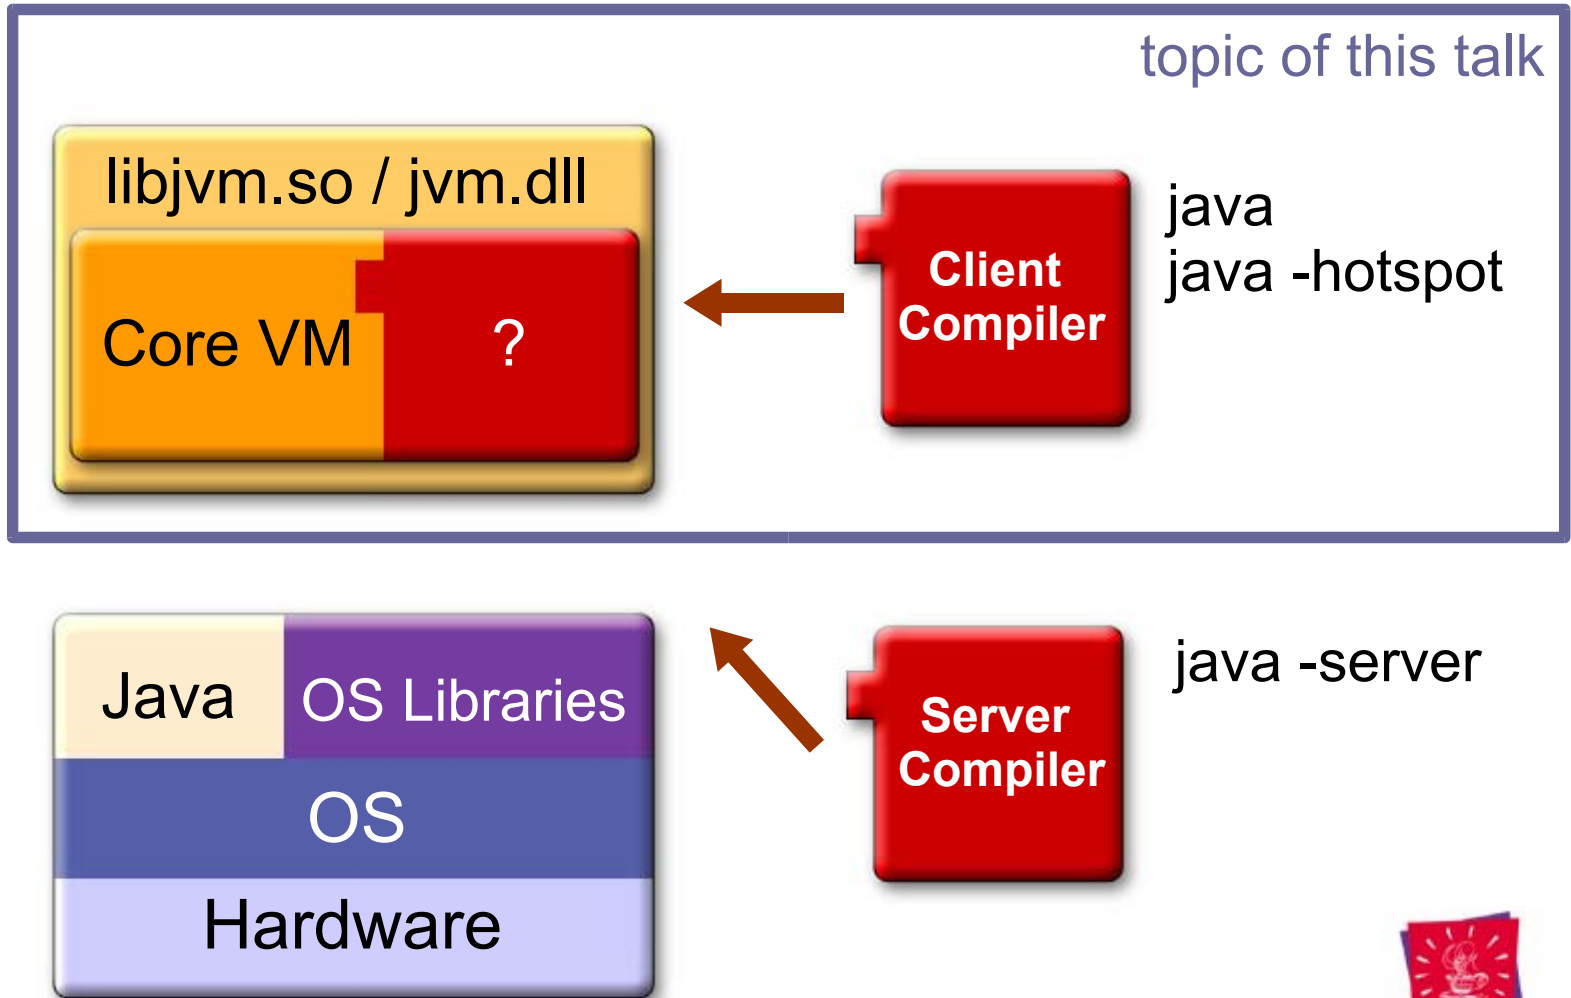 topic of this talk
libjvm.so / jvm.dll
Core VM
?
Client
Compiler
java
java -hotspot
Java
OS Libraries
OS
Hardware
Server
Compiler
java -server